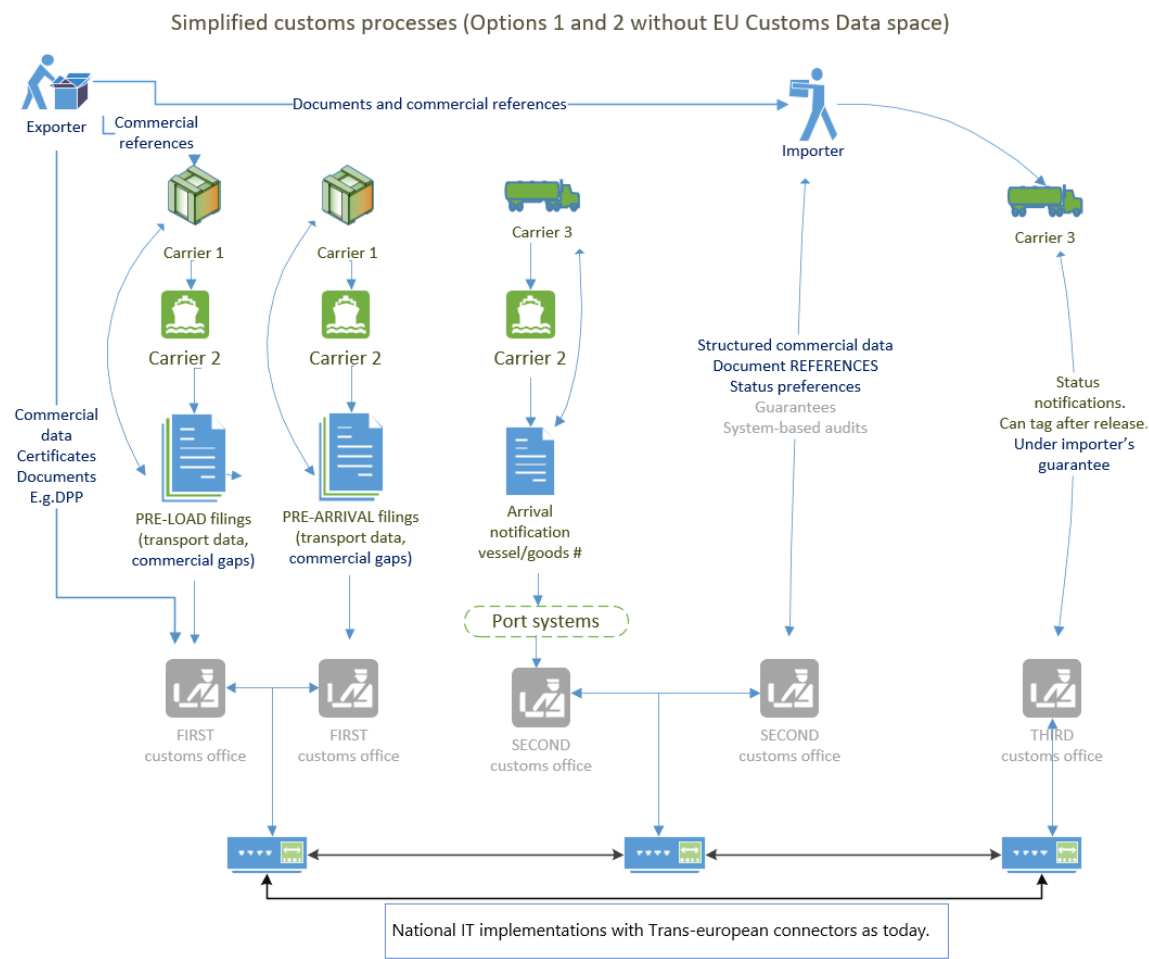 Simplified customs processes (Options 1 and 2 without EU Customs Data space)
Exporter
Commercial
references
Documents and commercial references
Importer
Carrier 1
Carrier 1
Carrier 3
Carrier 3
Carrier 2
Carrier 2
Carrier 2
Commercial
data
Certificates
Documents
E.g.DPP
PRE-LOAD filings
(transport data,
commercial gaps)
PRE-ARRIVAL filings
(transport data,
commercial gaps)
Arrival
notification
vessel/goods #
Port systems
Structured commercial data
Document REFERENCES
Status preferences
Guarantees
System-based audits
Status
notifications.
Can tag after release.
Under importer's
guarantee
FIRST
customs office
FIRST
customs office
SECOND
customs office
SECOND
customs office
THIRD
customs office
National IT implementations with Trans-european connectors as today.